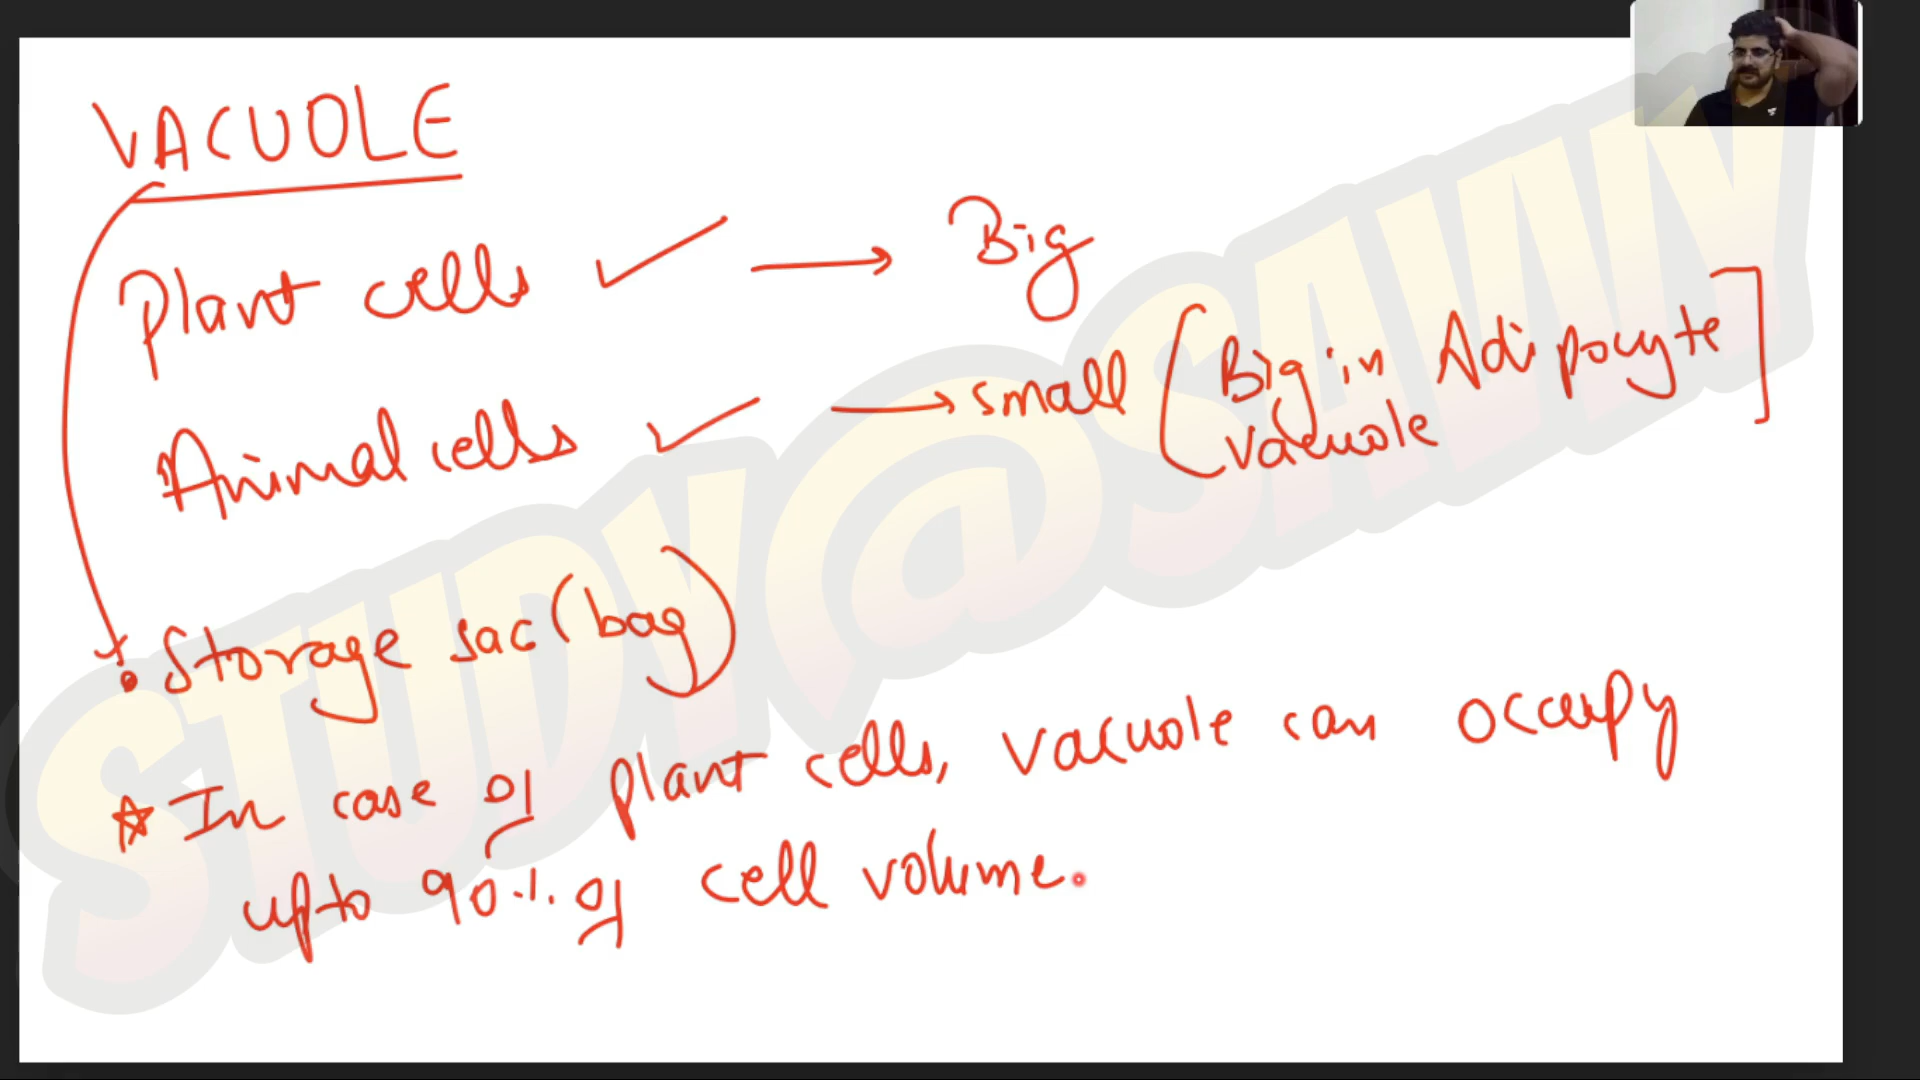 VACUOLE
Plant cells ✓ → Big
Animal cells ✓ → small [Big in Adipocyte
vacuole]
• Storage sac (bag)
☆ In case of plant cells, vacuole can occupy
upto 90% of cell volume.
STUDY@SAVVY